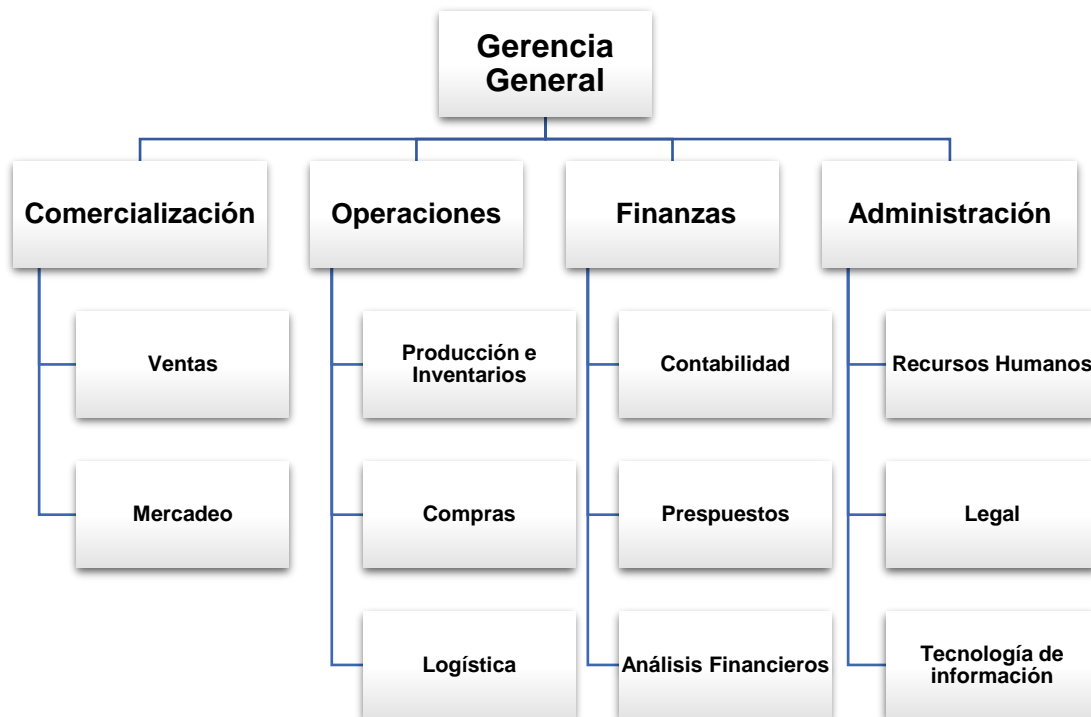 Gerencia
General
Comercialización
Operaciones
Finanzas
Administración
Ventas
Producción e
Inventarios
Contabilidad
Recursos Humanos
Mercadeo
Compras
Prespuestos
Legal
Logística
Análisis Financieros
Tecnología de
información